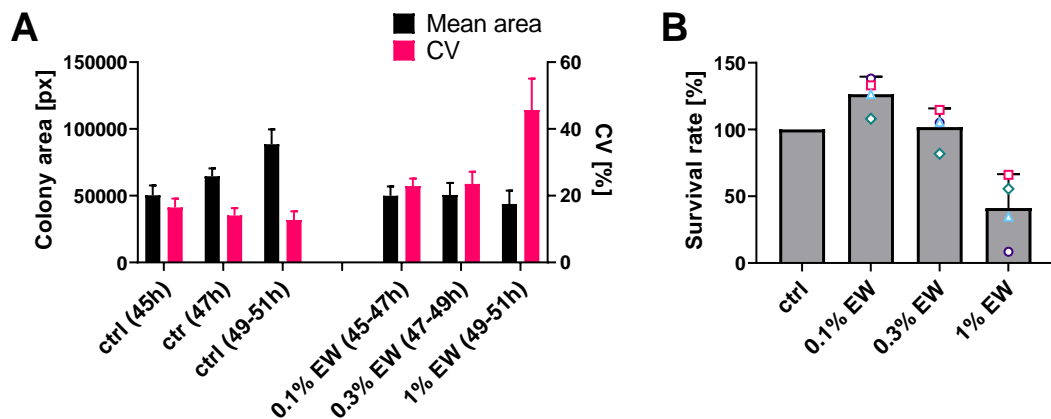 A
Mean area
CV
150000
100000
50000
0
Colony area [px]
60
40
20
0
CV [%]
ctrl (45h)
ctr (47h)
ctrl (49-51h)
0.1% EW (45-47h)
0.3% EW (47-49h)
1% EW (49-51h)
B
150
100
50
0
Survival rate [%]
ctrl
0.1% EW
0.3% EW
1% EW